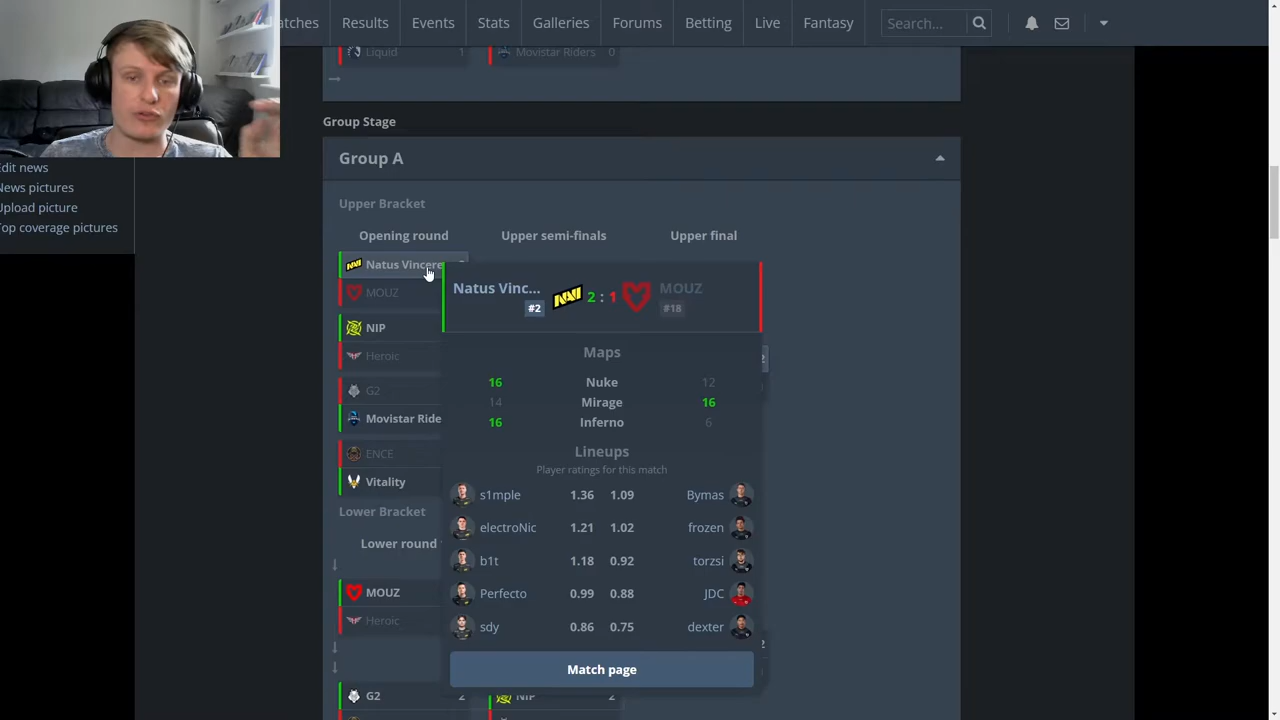 Matches Results Events Stats Galleries Forums Betting Live Fantasy Search...
Liquid 1 Movistar Riders 0
Group Stage
Group A
Edit news
News pictures
Upload picture
Top coverage pictures
Upper Bracket
Opening round Upper semi-finals Upper final
Natus Vincere
MOUZ
NIP
Heroic
G2
Movistar Ride
ENCE
Vitality
Natus Vinc... 2 : 1 MOUZ
#2 #18
Maps
16 Nuke 12
14 Mirage 16
16 Inferno 6
Lineups
Player ratings for this match
s1mple 1.36 1.09 Bymas
electroNic 1.21 1.02 frozen
b1t 1.18 0.92 torzsi
Perfecto 0.99 0.88 JDC
sdy 0.86 0.75 dexter
Match page
2
Lower Bracket
Lower round
MOUZ
Heroic
2
G2 2 NIP 2